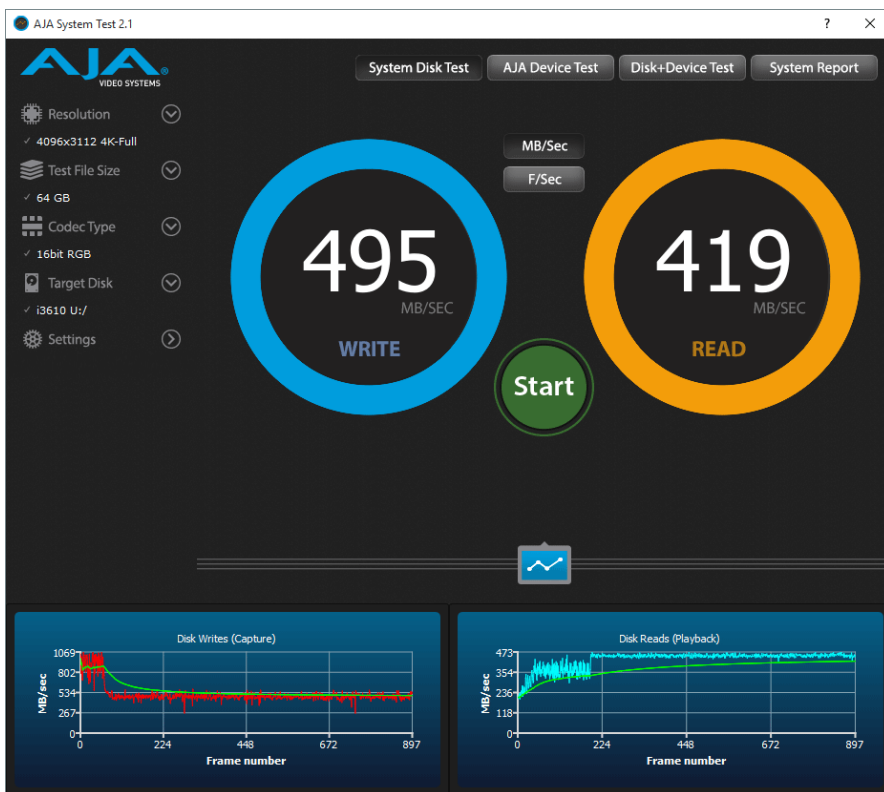 AJA System Test 2.1
? X
AJA®
VIDEO SYSTEMS
System Disk Test
AJA Device Test
Disk+Device Test
System Report
Resolution
✓ 4096x3112 4K-Full
Test File Size
✓ 64 GB
Codec Type
✓ 16bit RGB
Target Disk
✓ i3610 U:/
Settings
MB/Sec
F/Sec
495
MB/SEC
WRITE
419
MB/SEC
READ
Start
Disk Writes (Capture)
MB/sec
1069
802
534
267
0
0 224 448 672 897
Frame number
Disk Reads (Playback)
MB/sec
473
354
236
118
0
0 224 448 672 897
Frame number